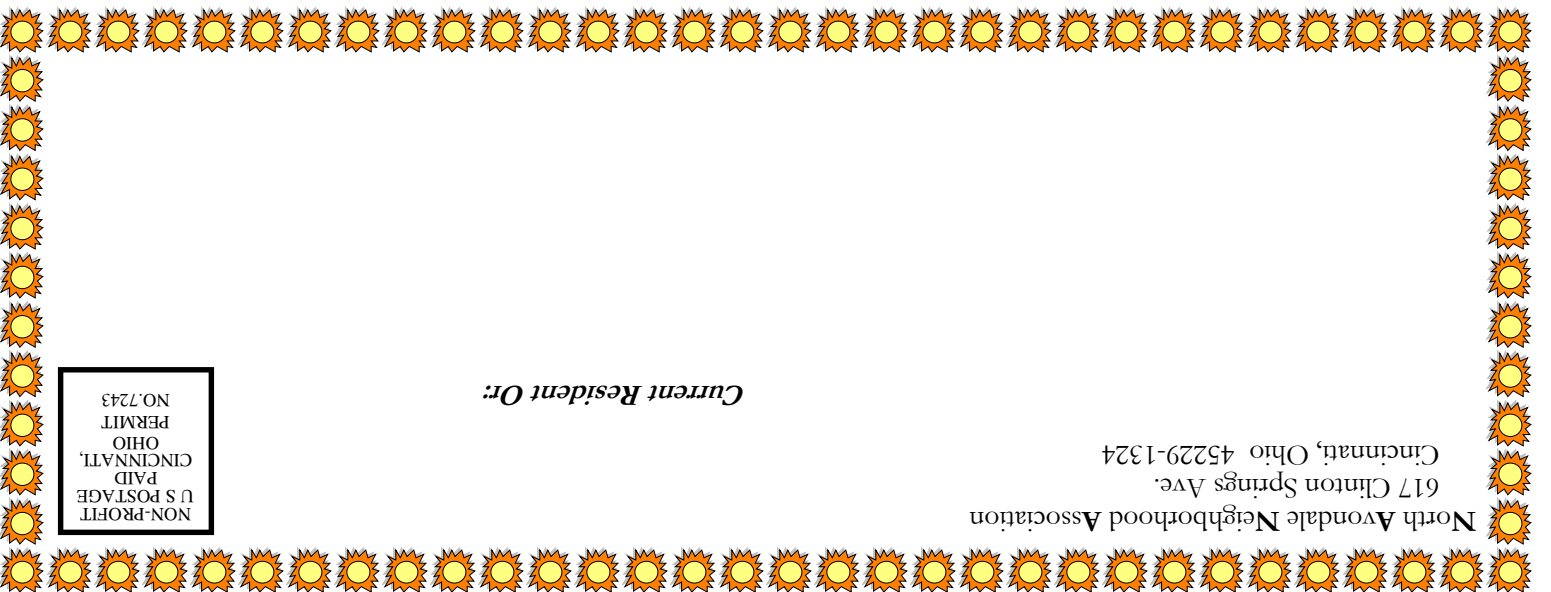 North Avondale Neighborhood Association
617 Clinton Springs Ave.
Cincinnati, Ohio 45229-1324
NON-PROFIT
U S POSTAGE
PAID
CINCINNATI,
OHIO
PERMIT
NO.7243
Current Resident Or: